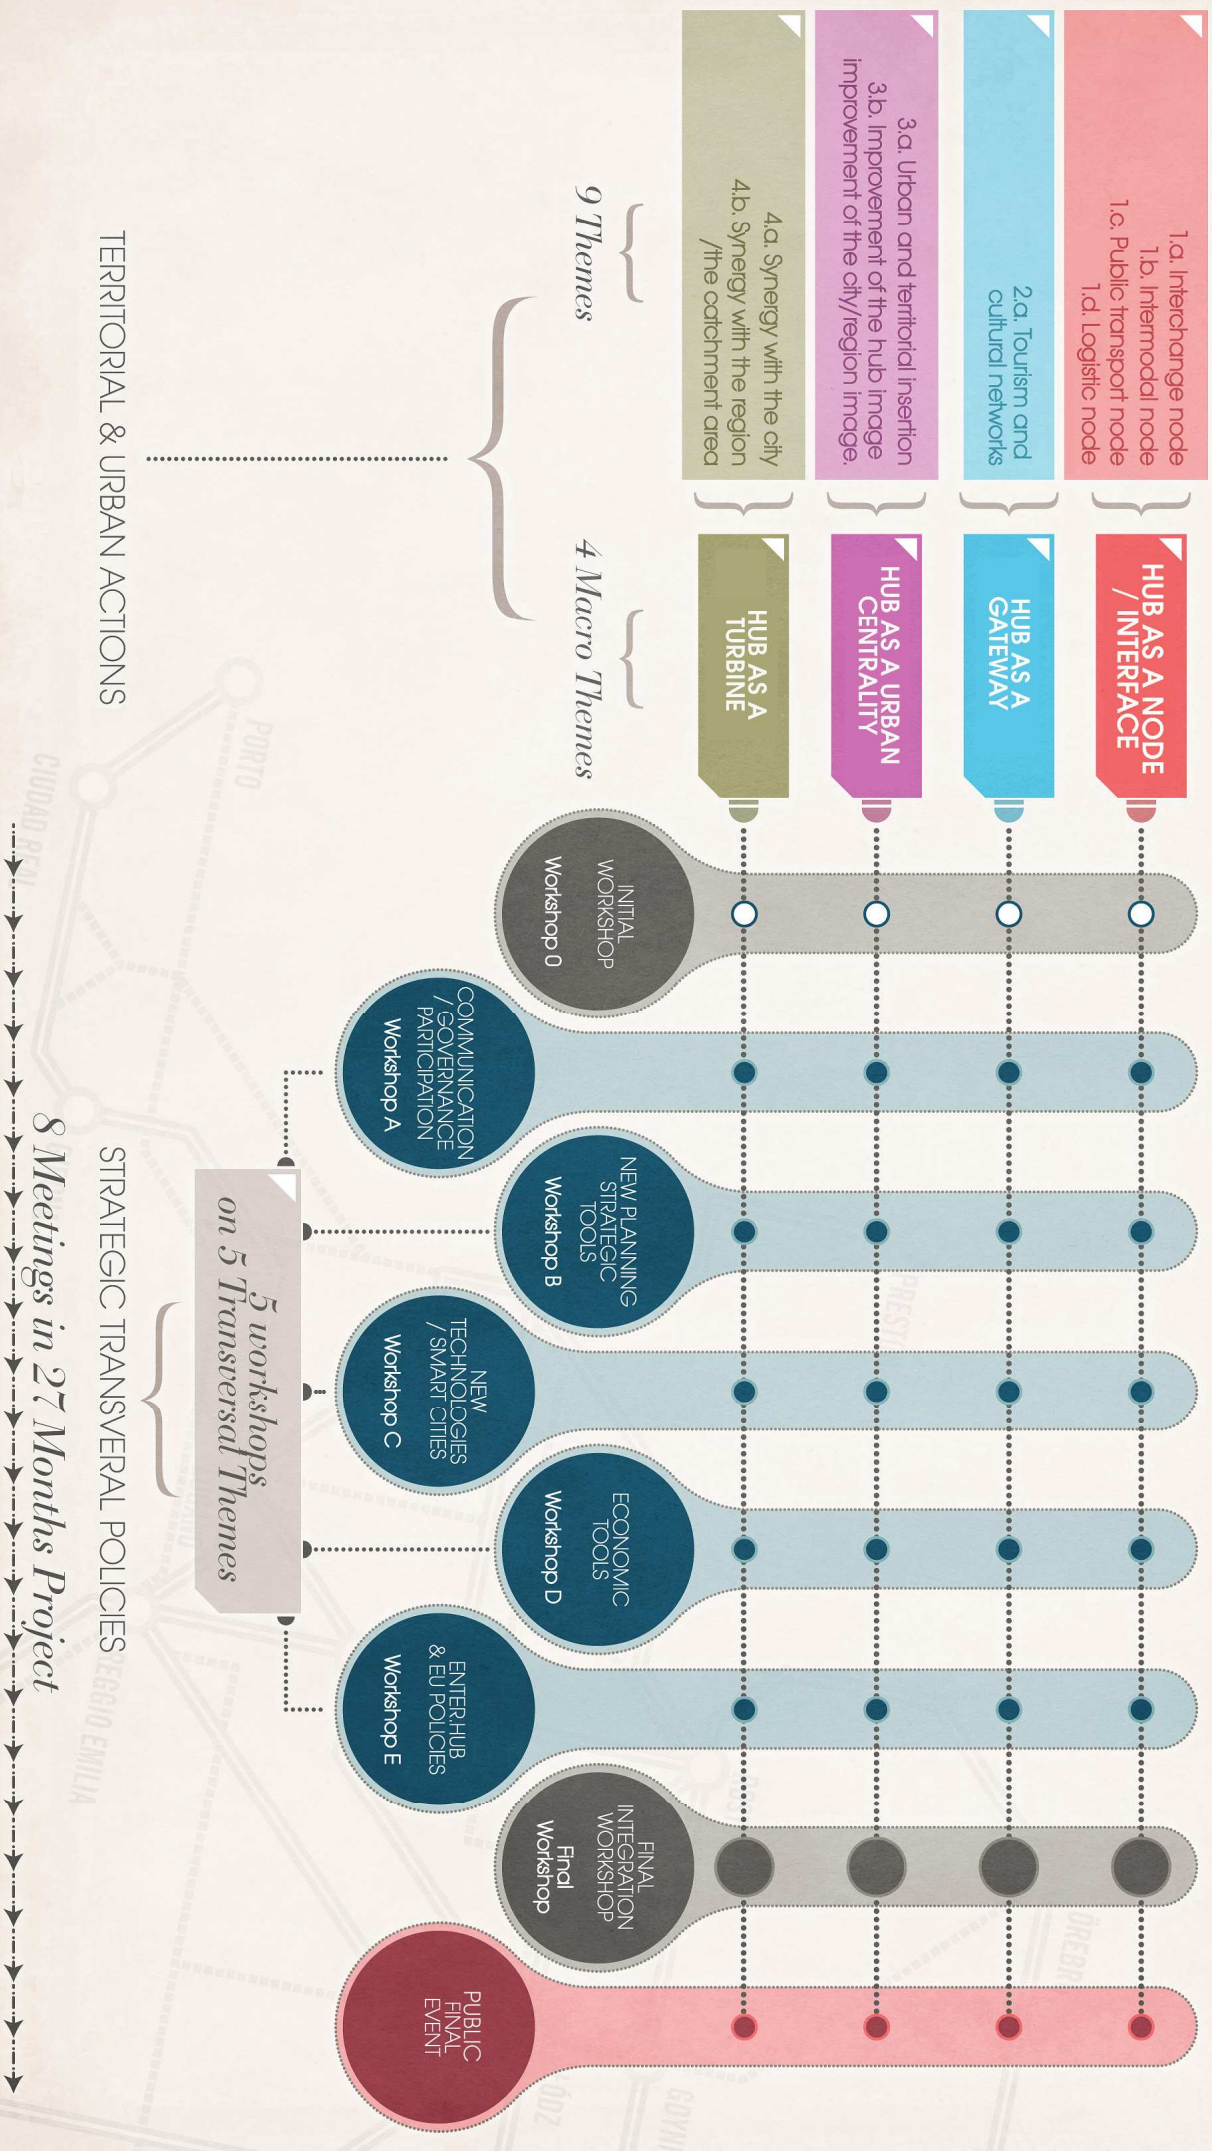 1.a. Interchange node
1.b. Intermodal node
1.c. Public transport node
1.d. Logistic node
HUB AS A NODE
/ INTERFACE
2.a. Tourism and
cultural networks
HUB AS A
GATEWAY
3.a. Urban and territorial insertion
3.b. Improvement of the hub image
improvement of the city/region image.
HUB AS A URBAN
CENTRALITY
4.a. Synergy with the city
4.b. Synergy with the region
/the catchment area
HUB AS A
TURBINE
9 Themes
4 Macro Themes
TERRITORIAL & URBAN ACTIONS
INITIAL
WORKSHOP
Workshop 0
COMMUNICATION
/ GOVERNANCE
PARTICIPATION
Workshop A
NEW PLANNING
STRATEGIC
TOOLS
Workshop B
NEW
TECHNOLOGIES
/ SMART CITIES
Workshop C
ECONOMIC
TOOLS
Workshop D
ENTER.HUB
& EU POLICIES
Workshop E
FINAL
INTEGRATION
WORKSHOP
Final
Workshop
PUBLIC
FINAL
EVENT
5 workshops
on 5 Transversal Themes
STRATEGIC TRANSVERAL POLICIES
8 Meetings in 27 Months Project
PORTO
CIUDAD REAL
REGGIO EMILIA